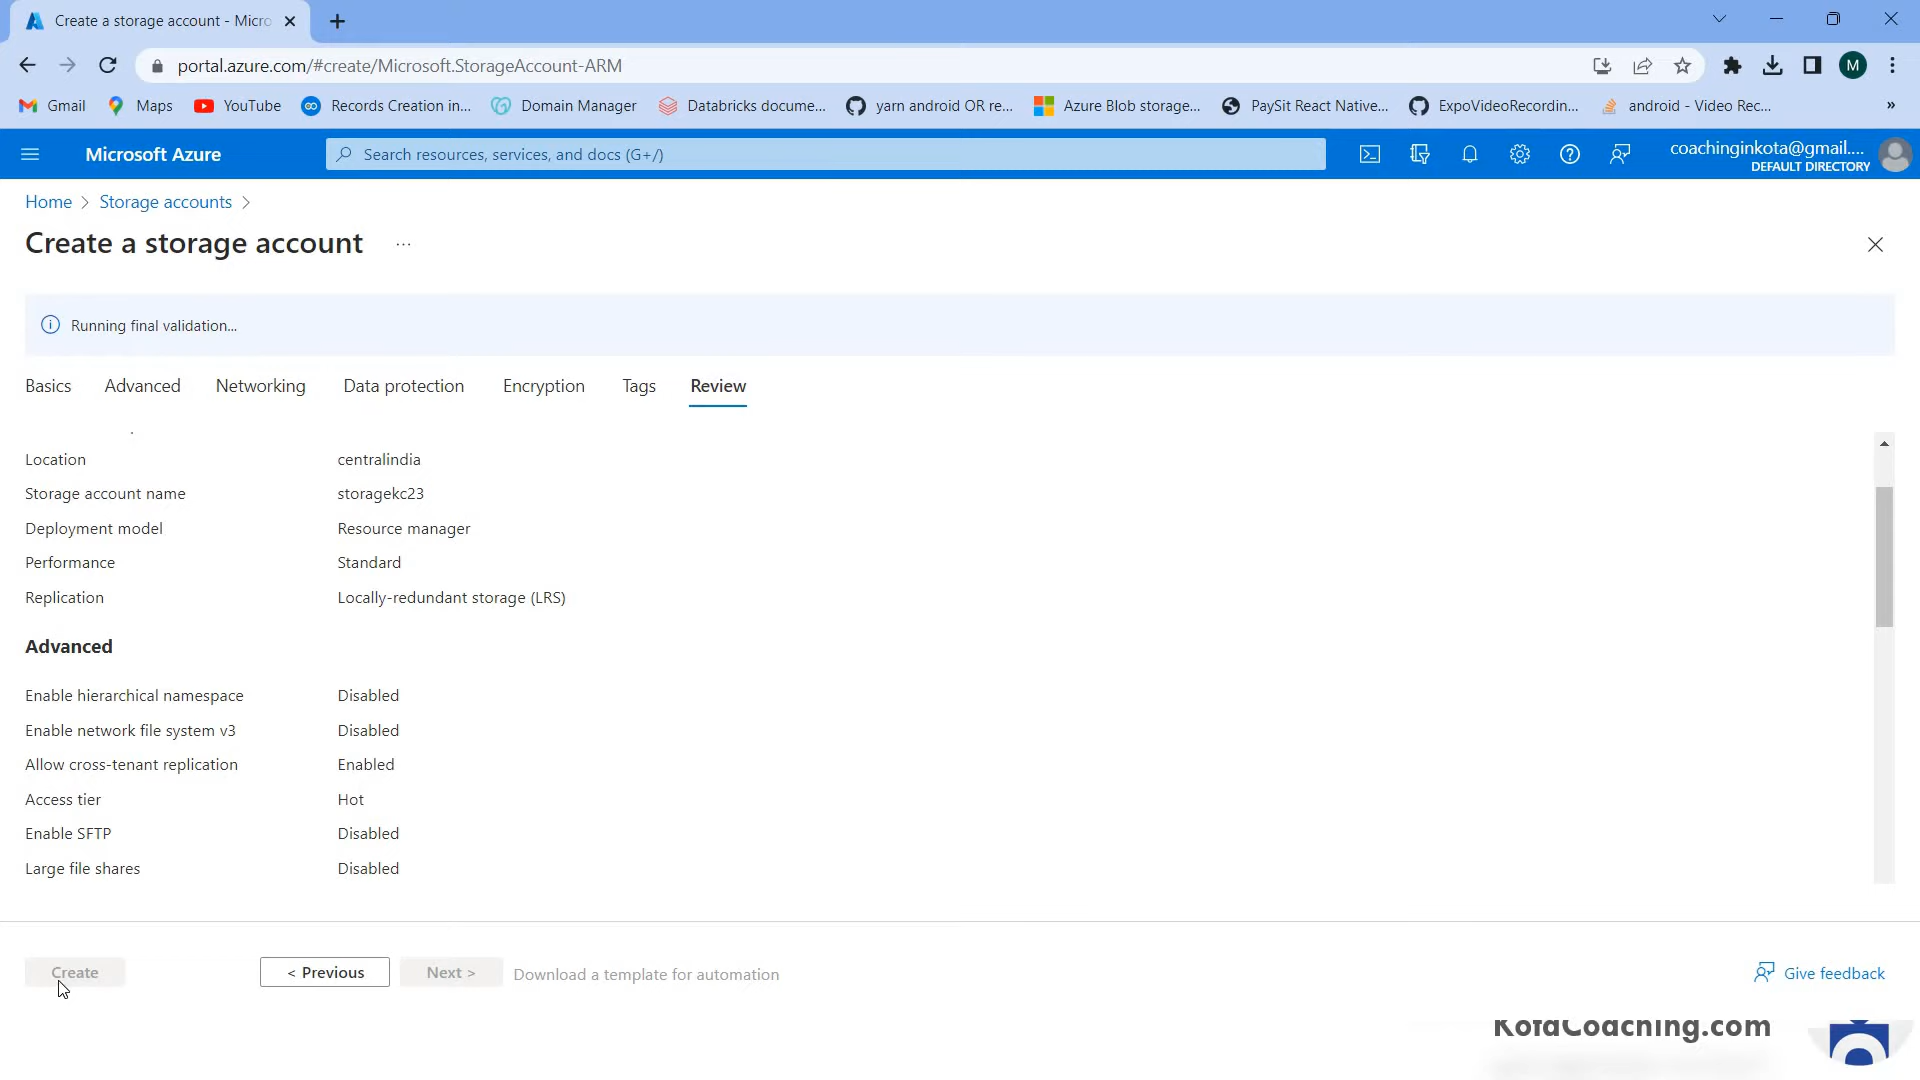 Create a storage account - Micro
portal.azure.com/#create/Microsoft.StorageAccount-ARM
M
Gmail Maps YouTube Records Creation in... Domain Manager Databricks docume... yarn android OR re... Azure Blob storage... PaySit React Native... ExpoVideoRecordin... android - Video Rec... »
Microsoft Azure
Search resources, services, and docs (G+/)
coachinginkota@gmail....
DEFAULT DIRECTORY
Home > Storage accounts >
Create a storage account ...
Running final validation...
Basics Advanced Networking Data protection Encryption Tags Review
Location centralindia
Storage account name storagekc23
Deployment model Resource manager
Performance Standard
Replication Locally-redundant storage (LRS)
Advanced
Enable hierarchical namespace Disabled
Enable network file system v3 Disabled
Allow cross-tenant replication Enabled
Access tier Hot
Enable SFTP Disabled
Large file shares Disabled
Create < Previous Next > Download a template for automation Give feedback
KotaCoaching.com